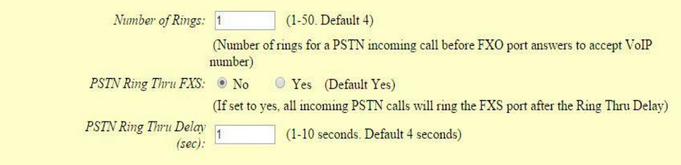 Number of Rings: 1 (1-50. Default 4)
(Number of rings for a PSTN incoming call before FXO port answers to accept VoIP
number)
PSTN Ring Thru FXS: No Yes (Default Yes)
(If set to yes, all incoming PSTN calls will ring the FXS port after the Ring Thru Delay)
PSTN Ring Thru Delay
(sec): 1 (1-10 seconds. Default 4 seconds)